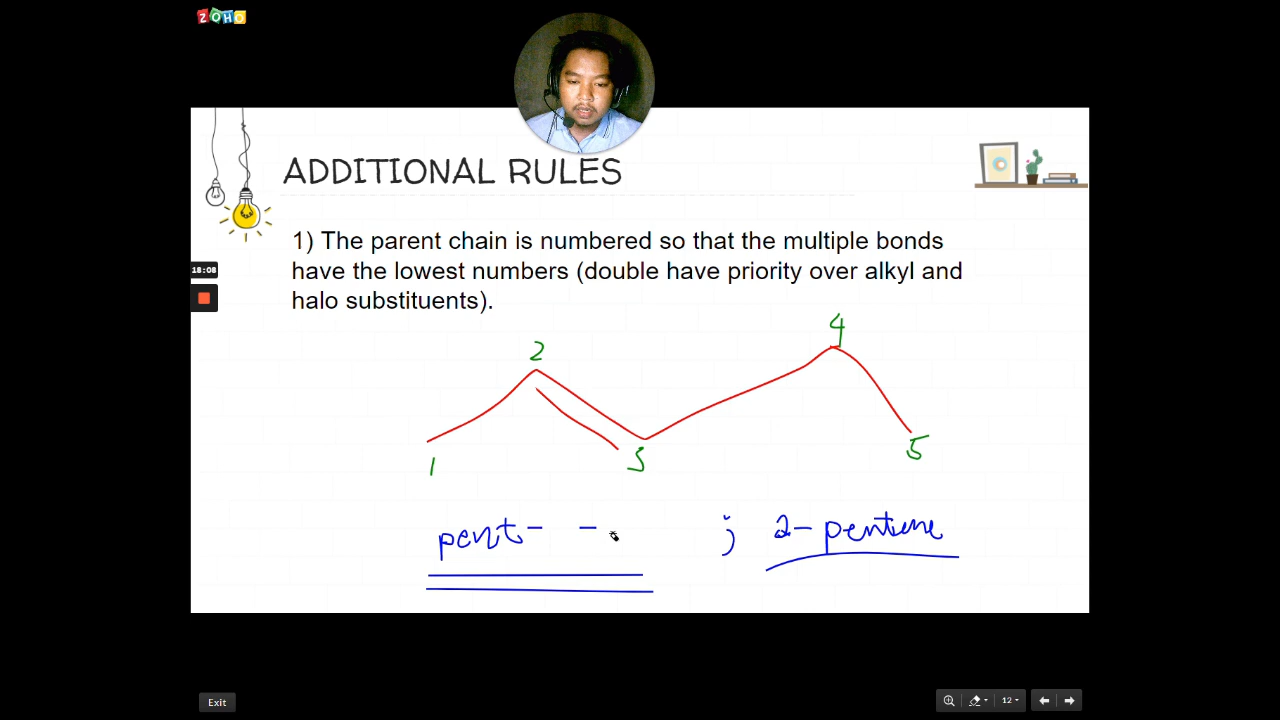 ZOHO
ADDITIONAL RULES
1) The parent chain is numbered so that the multiple bonds
have the lowest numbers (double have priority over alkyl and
halo substituents).
18:08
4
2
1
3
5
pent- - ; 2-pentene
Exit
12